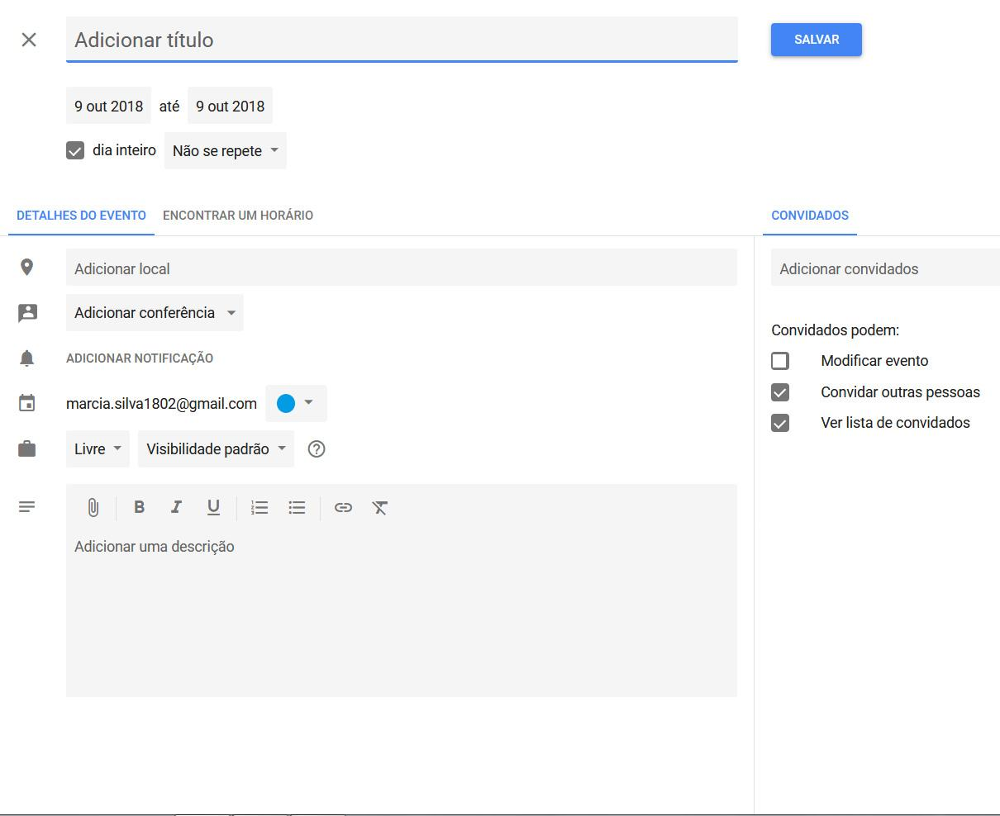 Adicionar título
SALVAR
9 out 2018 até 9 out 2018
dia inteiro Não se repete
DETALHES DO EVENTO ENCONTRAR UM HORÁRIO
CONVIDADOS
Adicionar local
Adicionar convidados
Adicionar conferência
Convidados podem:
ADICIONAR NOTIFICAÇÃO
Modificar evento
Convidar outras pessoas
marcia.silva1802@gmail.com
Ver lista de convidados
Livre Visibilidade padrão
B I U
Adicionar uma descrição